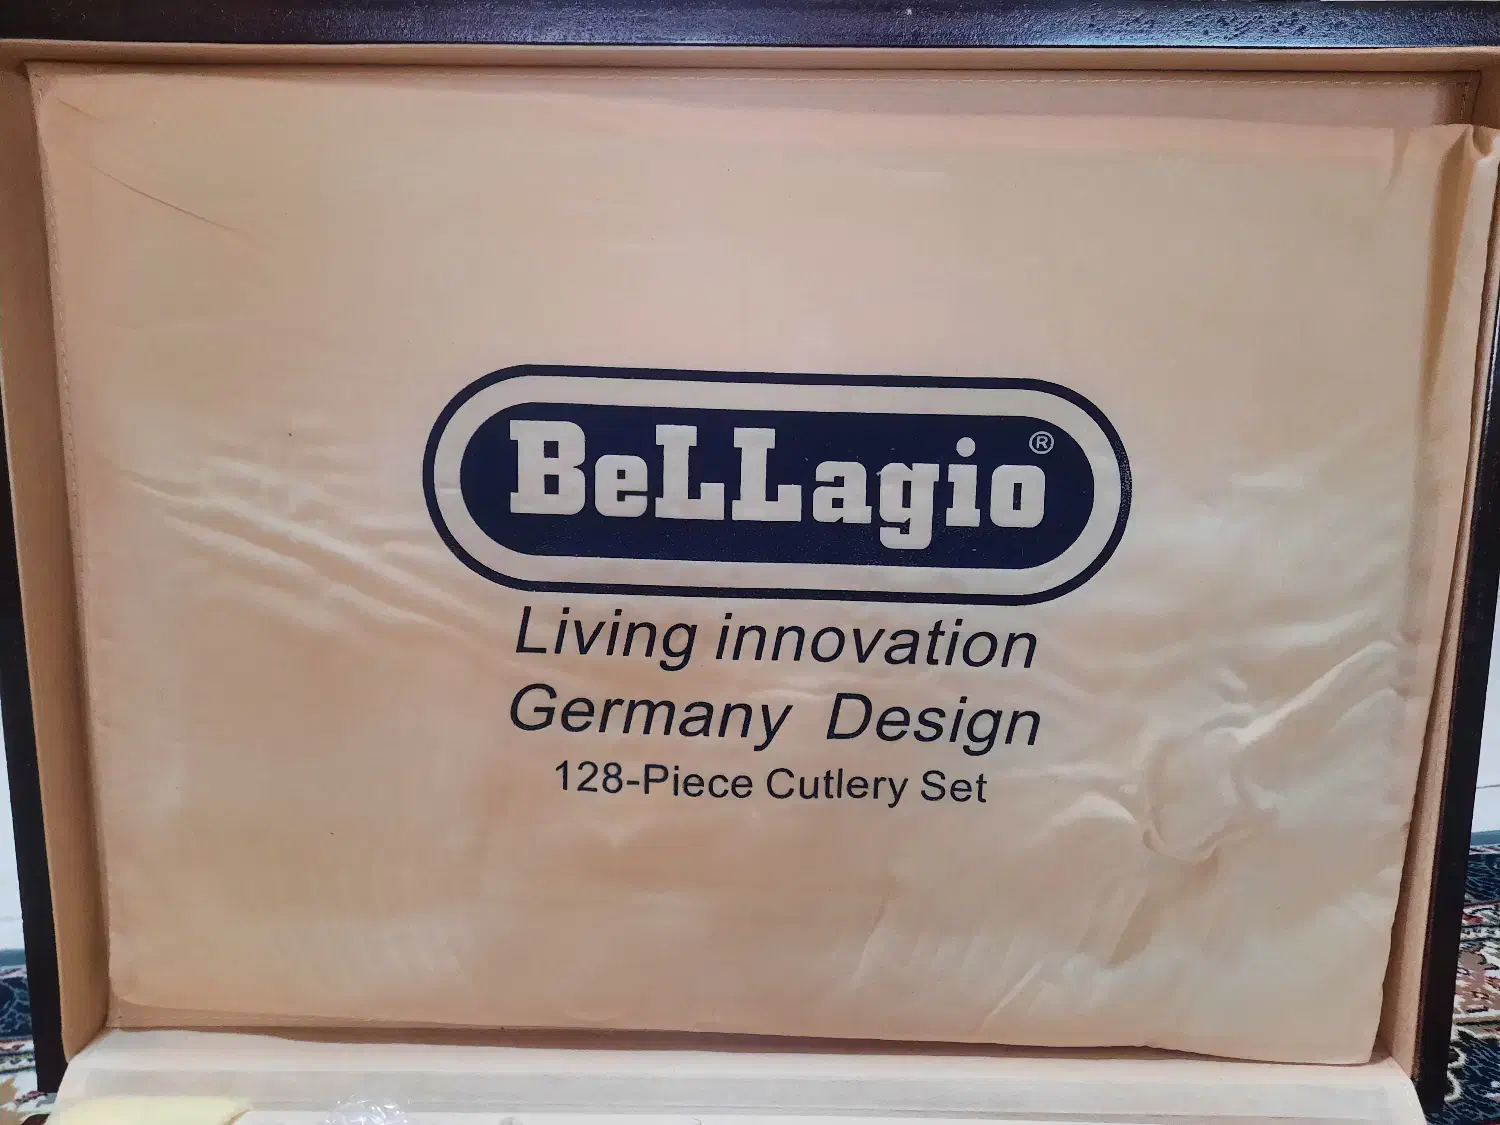 BeLLagio®
Living innovation
Germany Design
128-Piece Cutlery Set